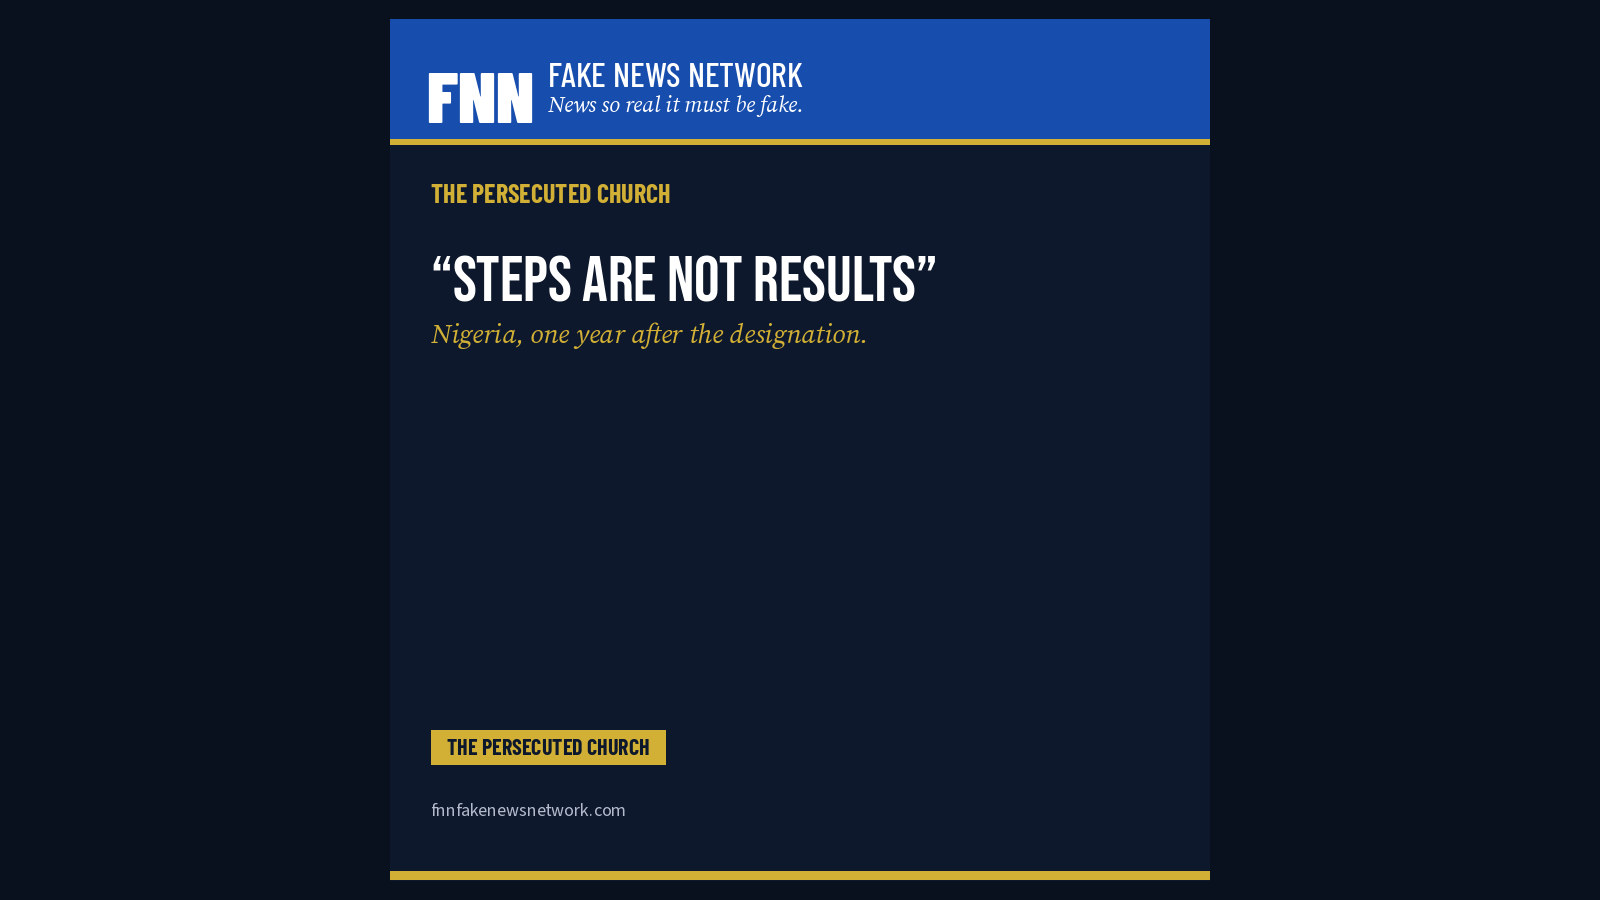 FNN
FAKE NEWS NETWORK
News so real it must be fake.
THE PERSECUTED CHURCH
“STEPS ARE NOT RESULTS”
Nigeria, one year after the designation.
THE PERSECUTED CHURCH
fnnfakenewsnetwork.com